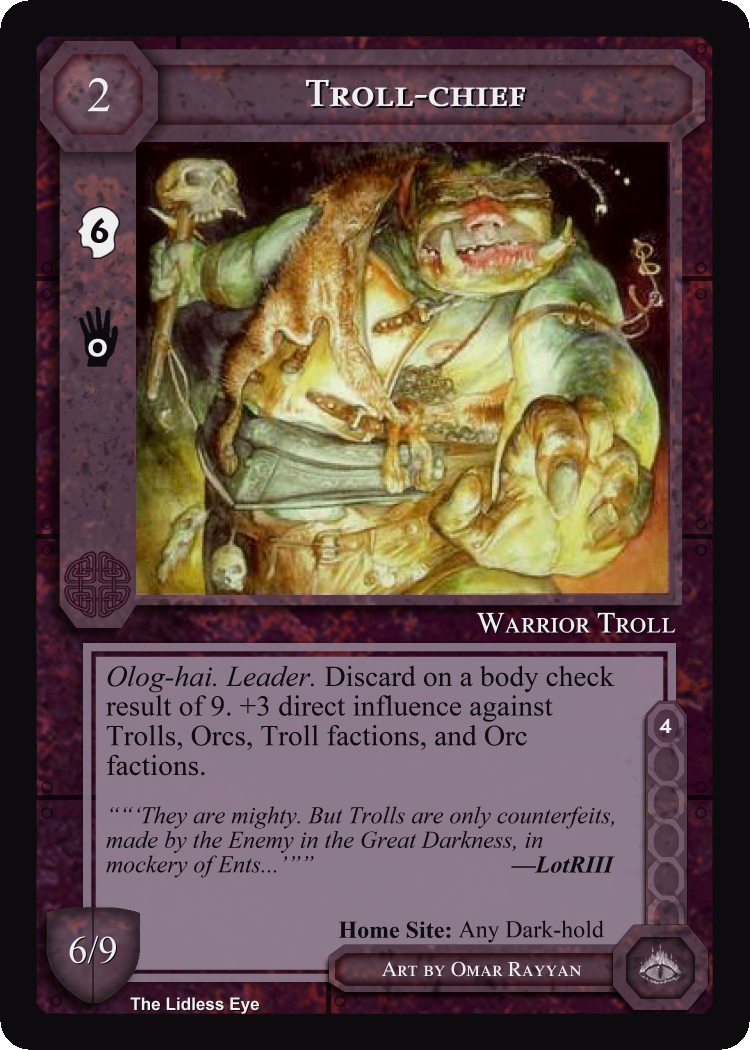 2
TROLL-CHIEF
6
0
WARRIOR TROLL
Olog-hai. Leader. Discard on a body check
result of 9. +3 direct influence against
Trolls, Orcs, Troll factions, and Orc
factions.
4
““‘They are mighty. But Trolls are only counterfeits,
made by the Enemy in the Great Darkness, in
mockery of Ents...’”” —LotRIII
Home Site: Any Dark-hold
6/9
ART BY OMAR RAYYAN
The Lidless Eye